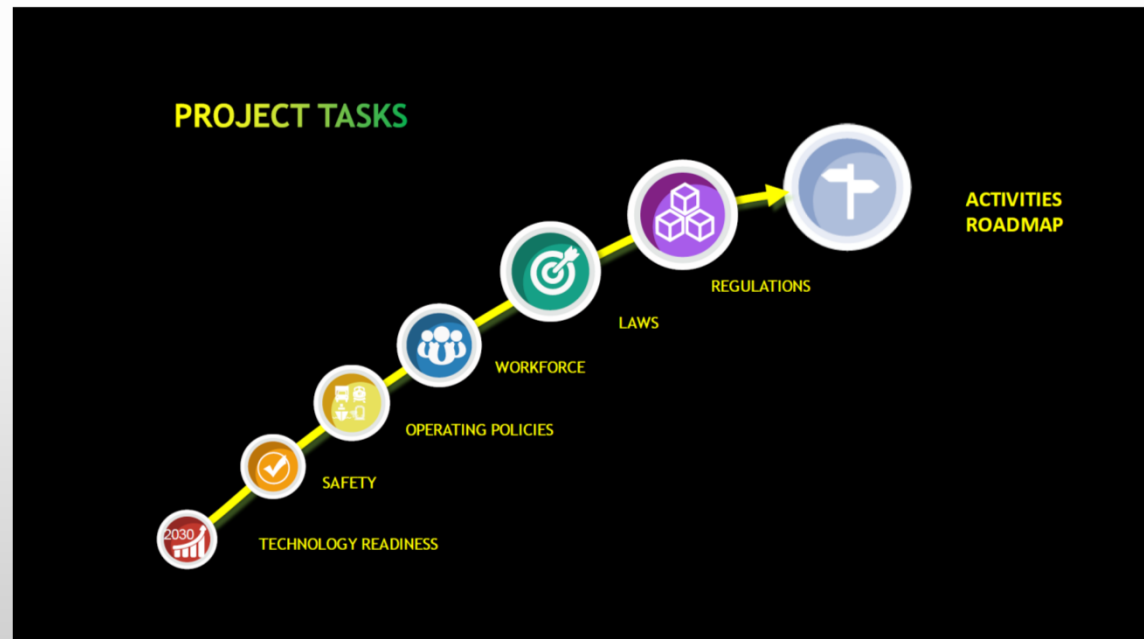 PROJECT TASKS
ACTIVITIES
ROADMAP
REGULATIONS
LAWS
WORKFORCE
OPERATING POLICIES
SAFETY
2030
TECHNOLOGY READINESS